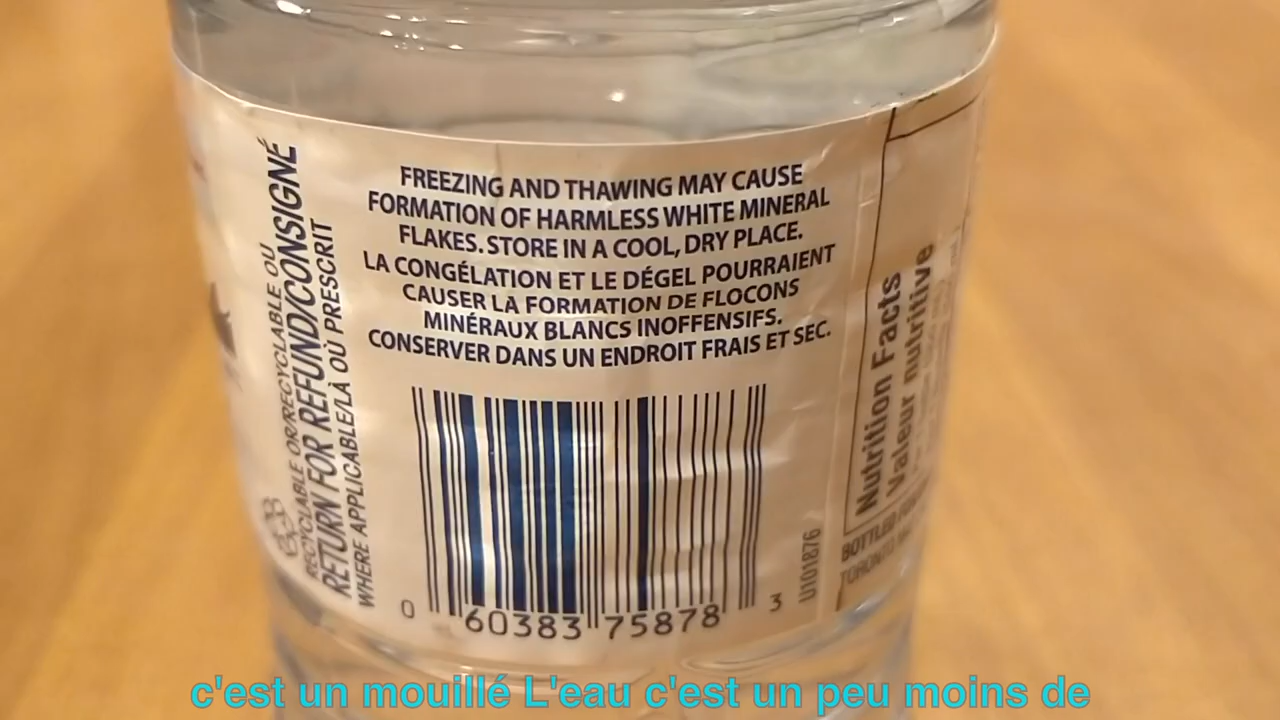 FREEZING AND THAWING MAY CAUSE
FORMATION OF HARMLESS WHITE MINERAL
FLAKES. STORE IN A COOL, DRY PLACE.
LA CONGÉLATION ET LE DÉGEL POURRAIENT
CAUSER LA FORMATION DE FLOCONS
MINÉRAUX BLANCS INOFFENSIFS.
CONSERVER DANS UN ENDROIT FRAIS ET SEC.
RECYCLABLE OR/RECYCLABLE OU
RETURN FOR REFUND/CONSIGNÉ
WHERE APPLICABLE/LÀ OÙ PRESCRIT
0 60383 75878 3
U101876
Nutrition Facts
Valeur nutritive
BOTTLED
TORONTO
c'est un mouillé L'eau c'est un peu moins de